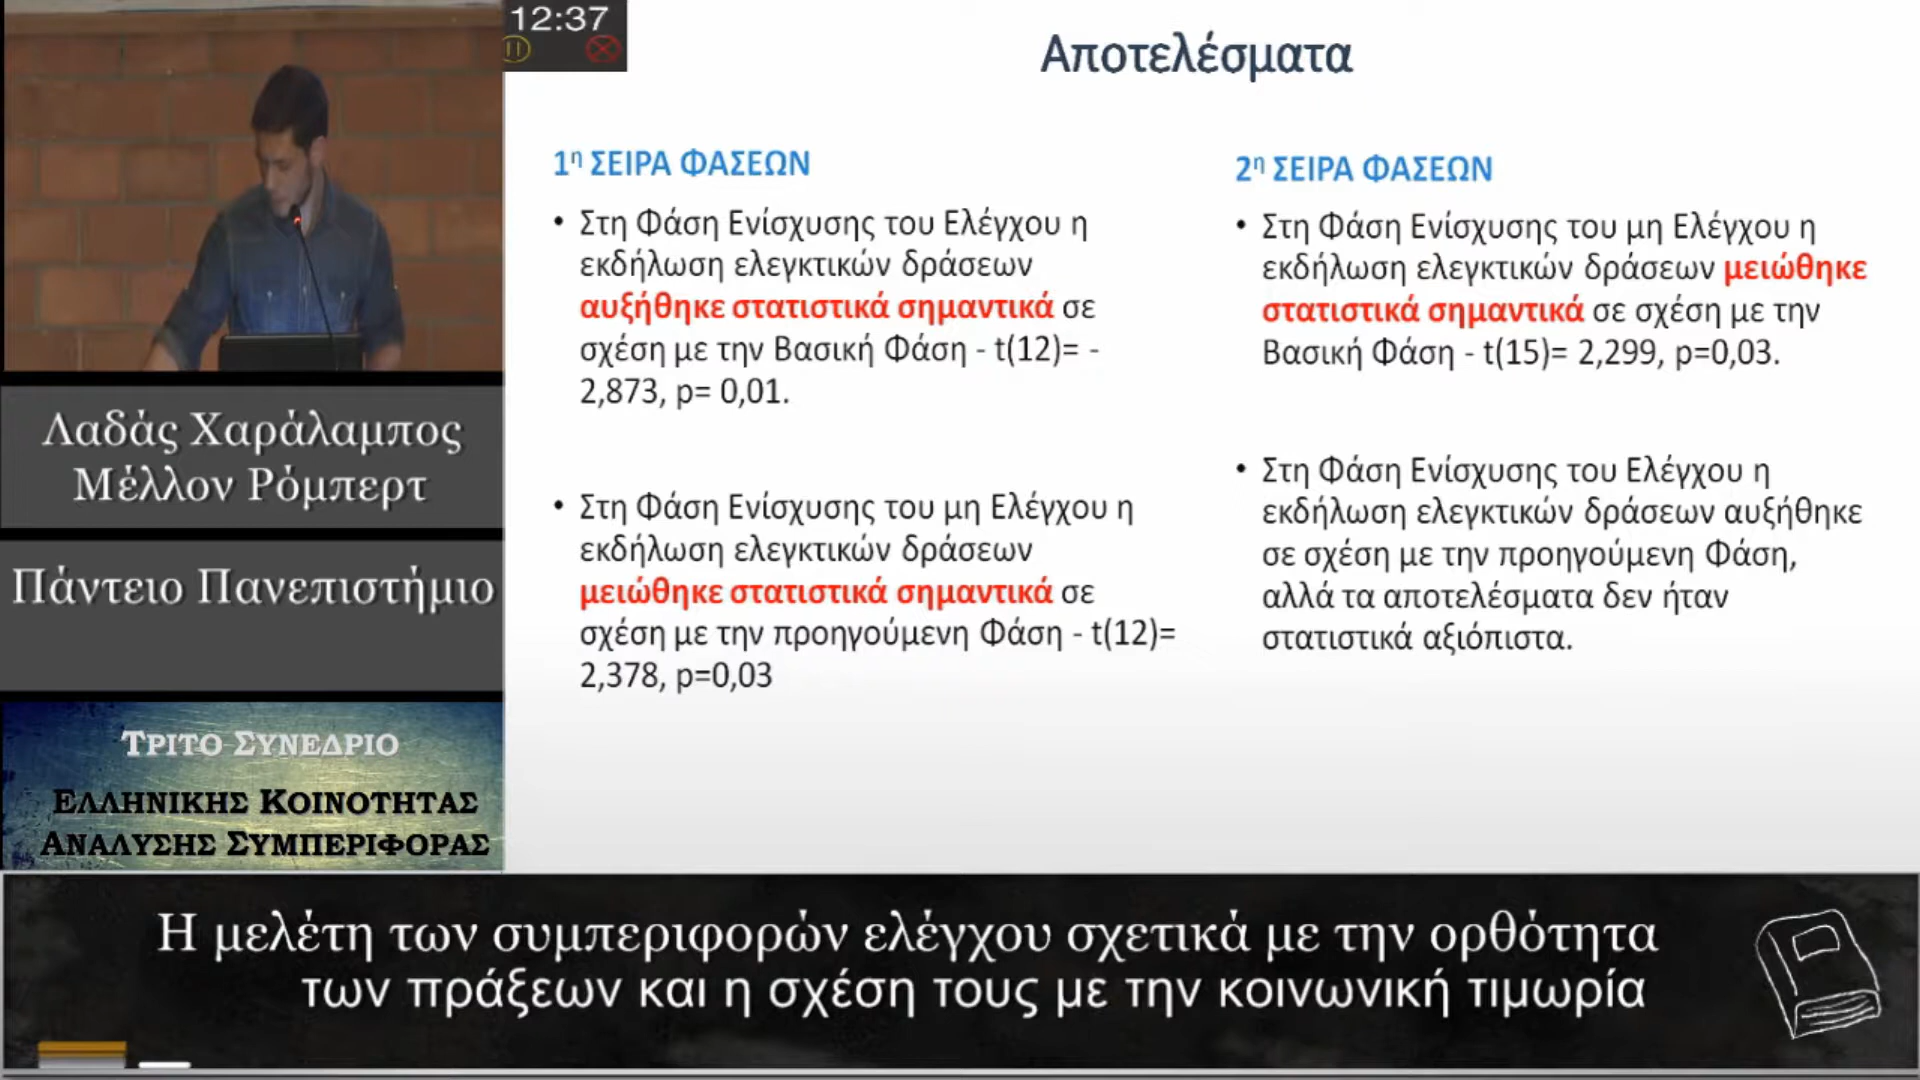 12:37
Αποτελέσματα
1η ΣΕΙΡΑ ΦΑΣΕΩΝ
• Στη Φάση Ενίσχυσης του Ελέγχου η
εκδήλωση ελεγκτικών δράσεων
αυξήθηκε στατιστικά σημαντικά σε
σχέση με την Βασική Φάση - t(12)= -
2,873, p= 0,01.
• Στη Φάση Ενίσχυσης του μη Ελέγχου η
εκδήλωση ελεγκτικών δράσεων
μειώθηκε στατιστικά σημαντικά σε
σχέση με την προηγούμενη Φάση - t(12)=
2,378, p=0,03
2η ΣΕΙΡΑ ΦΑΣΕΩΝ
• Στη Φάση Ενίσχυσης του μη Ελέγχου η
εκδήλωση ελεγκτικών δράσεων μειώθηκε
στατιστικά σημαντικά σε σχέση με την
Βασική Φάση - t(15)= 2,299, p=0,03.
• Στη Φάση Ενίσχυσης του Ελέγχου η
εκδήλωση ελεγκτικών δράσεων αυξήθηκε
σε σχέση με την προηγούμενη Φάση,
αλλά τα αποτελέσματα δεν ήταν
στατιστικά αξιόπιστα.
Λαδάς Χαράλαμπος
Μέλλον Ρόμπερτ
Πάντειο Πανεπιστήμιο
ΤΡΙΤΟ ΣΥΝΕΔΡΙΟ
ΕΛΛΗΝΙΚΗΣ ΚΟΙΝΟΤΗΤΑΣ
ΑΝΑΛΥΣΗΣ ΣΥΜΠΕΡΙΦΟΡΑΣ
Η μελέτη των συμπεριφορών ελέγχου σχετικά με την ορθότητα
των πράξεων και η σχέση τους με την κοινωνική τιμωρία